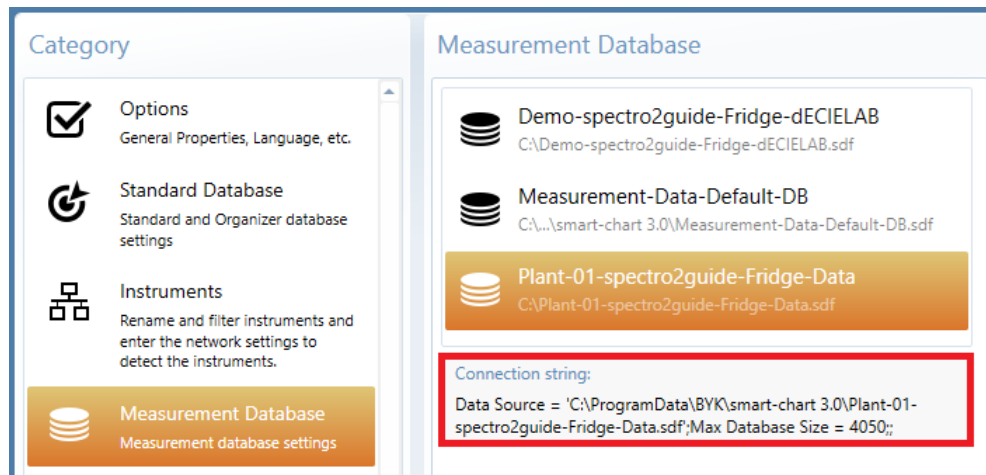 Category
Options
General Properties, Language, etc.
Standard Database
Standard and Organizer database
settings
Instruments
Rename and filter instruments and
enter the network settings to
detect the instruments.
Measurement Database
Measurement database settings
Measurement Database
Demo-spectro2guide-Fridge-dECIELAB
C:\Demo-spectro2guide-Fridge-dECIELAB.sdf
Measurement-Data-Default-DB
C:\...\smart-chart 3.0\Measurement-Data-Default-DB.sdf
Plant-01-spectro2guide-Fridge-Data
C:\Plant-01-spectro2guide-Fridge-Data.sdf
Connection string:
Data Source = 'C:\ProgramData\BYK\smart-chart 3.0\Plant-01-
spectro2guide-Fridge-Data.sdf';Max Database Size = 4050;;